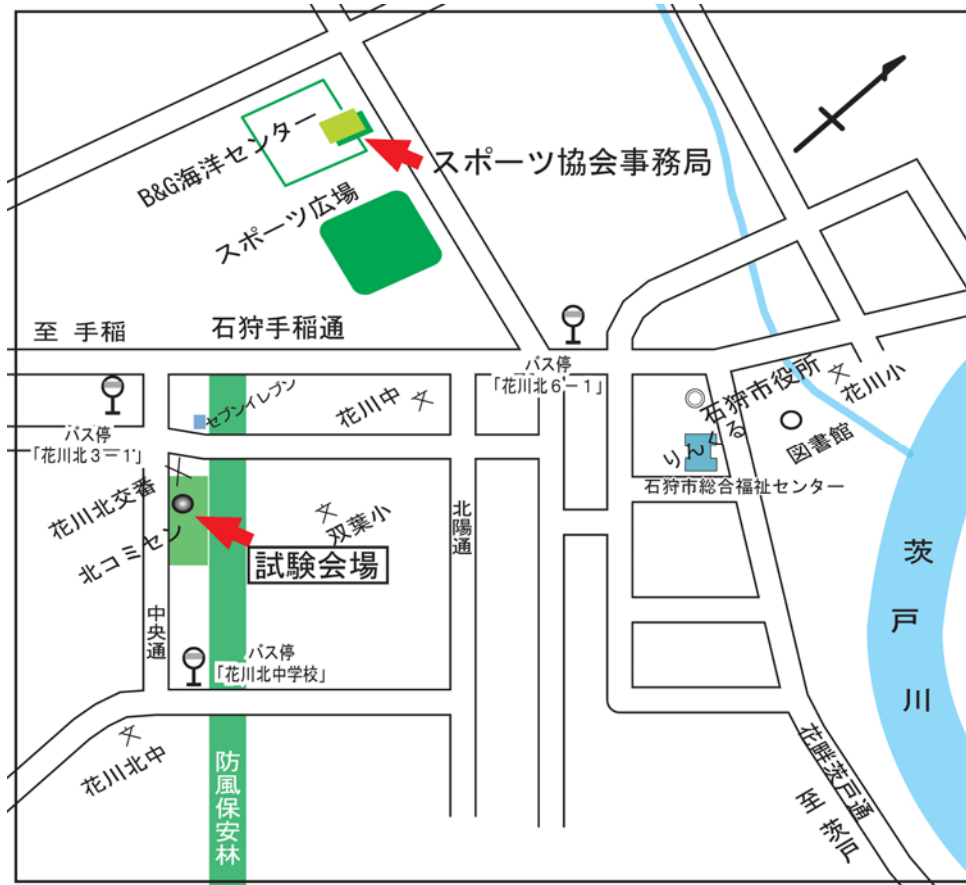 B&G海洋センター
スポーツ協会事務局
スポーツ広場
至 手稲
石狩手稲通
バス停
「花川北6－1」
バス停
「花川北3＝1」
セブンイレブン
花川中
石狩市役所
花川小
りんくる
図書館
石狩市総合福祉センター
花川北交番
北コミセン
双葉小
北陽通
試験会場
茨戸川
中央通
バス停
「花川北中学校」
花川北中
防風保安林
花畔茨戸通
至 茨戸